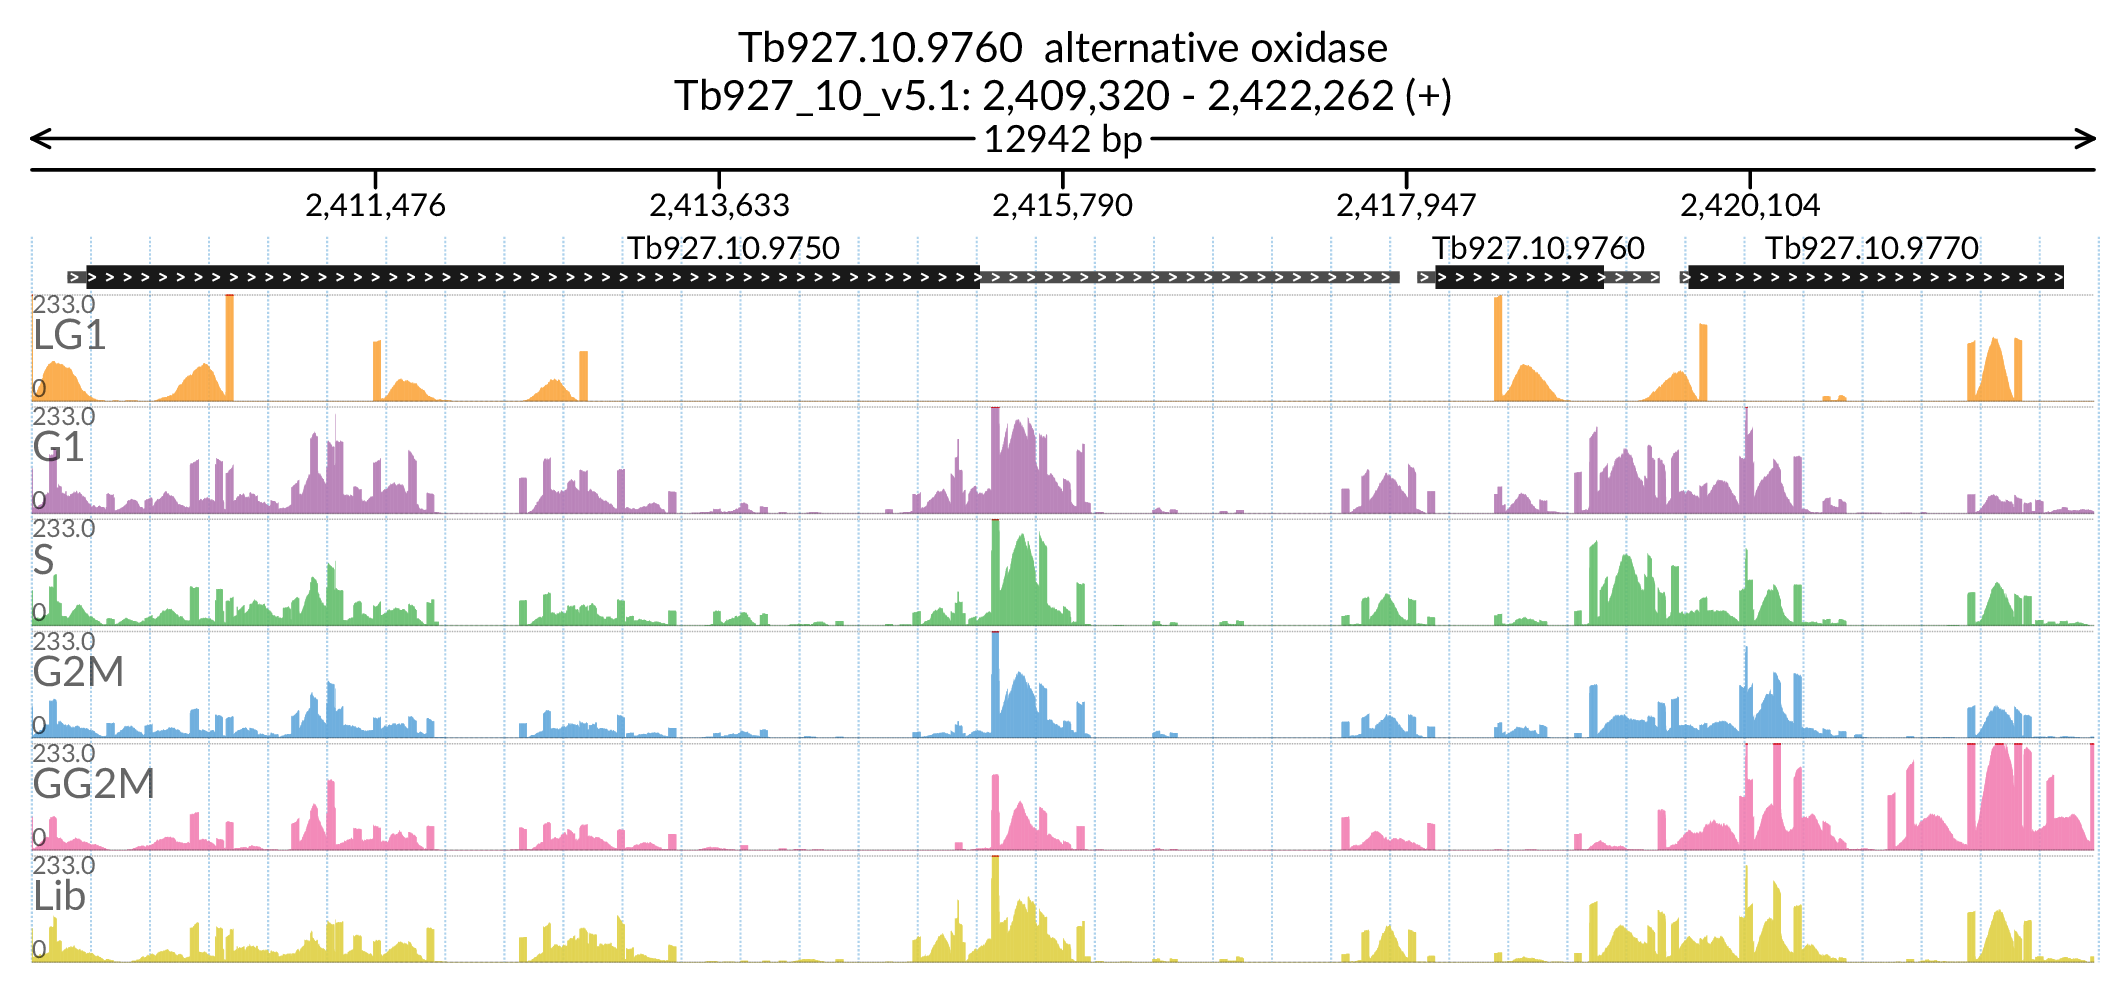 Tb927.10.9760 alternative oxidase
Tb927_10_v5.1: 2,409,320 - 2,422,262 (+)
12942 bp
2,411,476 2,413,633 2,415,790 2,417,947 2,420,104
Tb927.10.9750 Tb927.10.9760 Tb927.10.9770
233.0
LG1
0
233.0
G1
0
233.0
S
0
233.0
G2M
0
233.0
GG2M
0
233.0
Lib
0